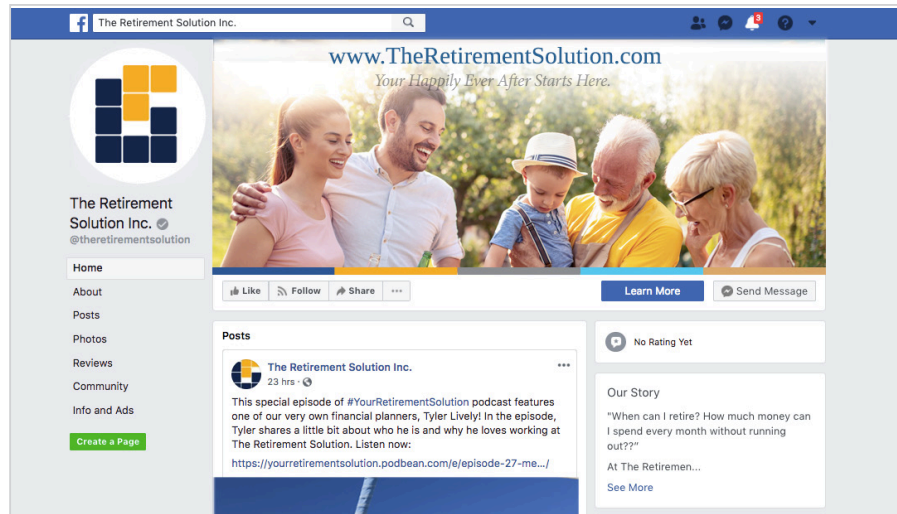 The Retirement Solution Inc.
3
www.TheRetirementSolution.com
Your Happily Ever After Starts Here.
The Retirement
Solution Inc.
@theretirementsolution
Home
About
Posts
Photos
Reviews
Community
Info and Ads
Create a Page
Like
Follow
Share
Learn More
Send Message
Posts
The Retirement Solution Inc.
23 hrs ·
This special episode of #YourRetirementSolution podcast features
one of our very own financial planners, Tyler Lively! In the episode,
Tyler shares a little bit about who he is and why he loves working at
The Retirement Solution. Listen now:
https://yourretirementsolution.podbean.com/e/episode-27-me.../
No Rating Yet
Our Story
"When can I retire? How much money can
I spend every month without running
out??"
At The Retiremen...
See More